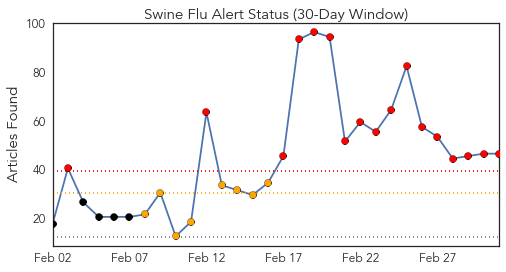 Swine Flu Alert Status (30-Day Window)
Articles Found
100
80
60
40
20
Feb 02 Feb 07 Feb 12 Feb 17 Feb 22 Feb 27